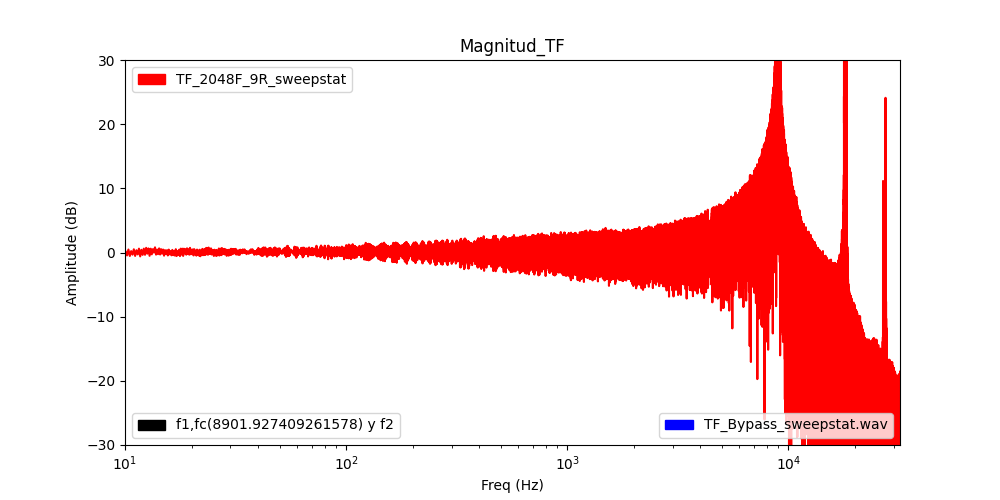 Magnitud_TF
TF_2048F_9R_sweepstat
30
20
10
0
−10
−20
−30
Amplitude (dB)
f1,fc(8901.927409261578) y f2
TF_Bypass_sweepstat.wav
10¹
10²
10³
10⁴
Freq (Hz)